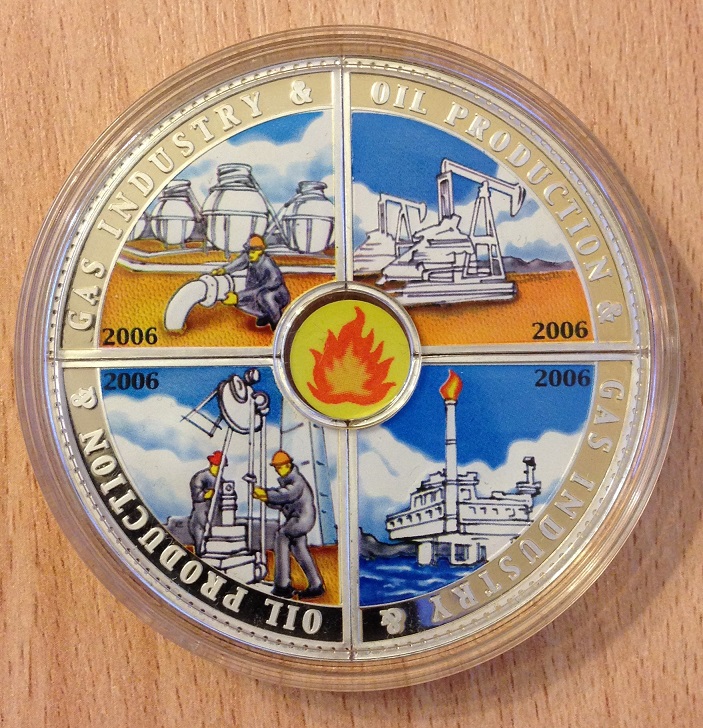 GAS INDUSTRY &
OIL PRODUCTION &
GAS INDUSTRY &
OIL PRODUCTION &
2006
2006
2006
2006